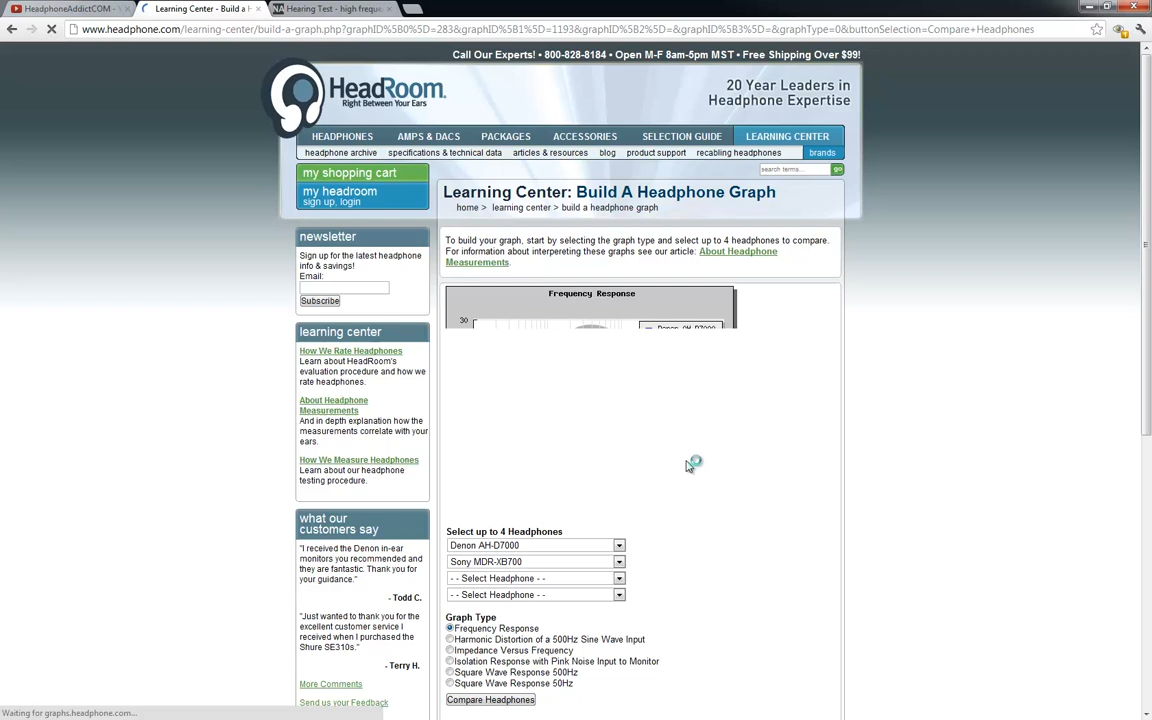 HeadphoneAddictCOM - 
Learning Center - Build a H
Hearing Test - high freque
www.headphone.com/learning-center/build-a-graph.php?graphID%5B0%5D=283&graphID%5B1%5D=1193&graphID%5B2%5D=&graphID%5B3%5D=&graphType=0&buttonSelection=Compare+Headphones
Call Our Experts! • 800-828-8184 • Open M-F 8am-5pm MST • Free Shipping Over $99!
HeadRoom.
Right Between Your Ears
20 Year Leaders in
Headphone Expertise
HEADPHONES AMPS & DACS PACKAGES ACCESSORIES SELECTION GUIDE LEARNING CENTER
headphone archive specifications & technical data articles & resources blog product support recabling headphones brands
my shopping cart
search terms... go
my headroom
sign up, login
Learning Center: Build A Headphone Graph
home > learning center > build a headphone graph
newsletter
Sign up for the latest headphone
info & savings!
Email:
Subscribe
To build your graph, start by selecting the graph type and select up to 4 headphones to compare.
For information about interpereting these graphs see our article: About Headphone
Measurements.
Frequency Response
30
Denon AH-D7000
learning center
How We Rate Headphones
Learn about HeadRoom's
evaluation procedure and how we
rate headphones.
About Headphone
Measurements
And in depth explanation how the
measurements correlate with your
ears.
How We Measure Headphones
Learn about our headphone
testing procedure.
what our
customers say
"I received the Denon in-ear
monitors you recommended and
they are fantastic. Thank you for
your guidance."
- Todd C.
"Just wanted to thank you for the
excellent customer service I
received when I purchased the
Shure SE310s."
- Terry H.
More Comments
Send us your Feedback
Select up to 4 Headphones
Denon AH-D7000
Sony MDR-XB700
- - Select Headphone - -
- - Select Headphone - -
Graph Type
Frequency Response
Harmonic Distortion of a 500Hz Sine Wave Input
Impedance Versus Frequency
Isolation Response with Pink Noise Input to Monitor
Square Wave Response 500Hz
Square Wave Response 50Hz
Compare Headphones
Waiting for graphs.headphone.com...